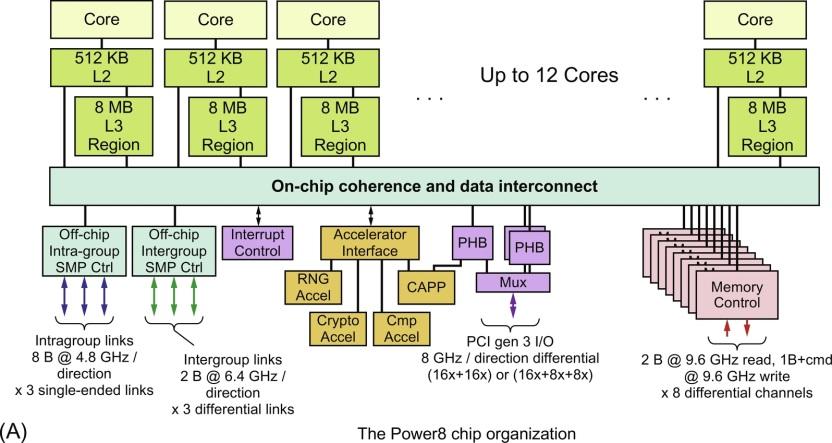 Core
Core
Core
Core
512 KB
L2
512 KB
L2
512 KB
L2
512 KB
L2
Up to 12 Cores
. . .
. . .
8 MB
L3
Region
8 MB
L3
Region
8 MB
L3
Region
8 MB
L3
Region
On-chip coherence and data interconnect
Off-chip
Intra-group
SMP Ctrl
Off-chip
Intergroup
SMP Ctrl
Interrupt
Control
Accelerator
Interface
PHB
PHB
Mux
RNG
Accel
CAPP
Crypto
Accel
Cmp
Accel
Memory
Control
Intragroup links
8 B @ 4.8 GHz /
direction
x 3 single-ended links
Intergroup links
2 B @ 6.4 GHz /
direction
x 3 differential links
PCI gen 3 I/O
8 GHz / direction differential
(16x+16x) or (16x+8x+8x)
2 B @ 9.6 GHz read, 1B+cmd
@ 9.6 GHz write
x 8 differential channels
(A)
The Power8 chip organization